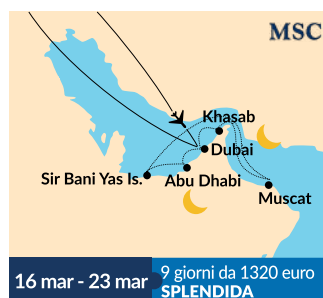 MSC
Khasab
Dubai
Sir Bani Yas Is.
Abu Dhabi
Muscat
16 mar - 23 mar
9 giorni da 1320 euro
SPLENDIDA